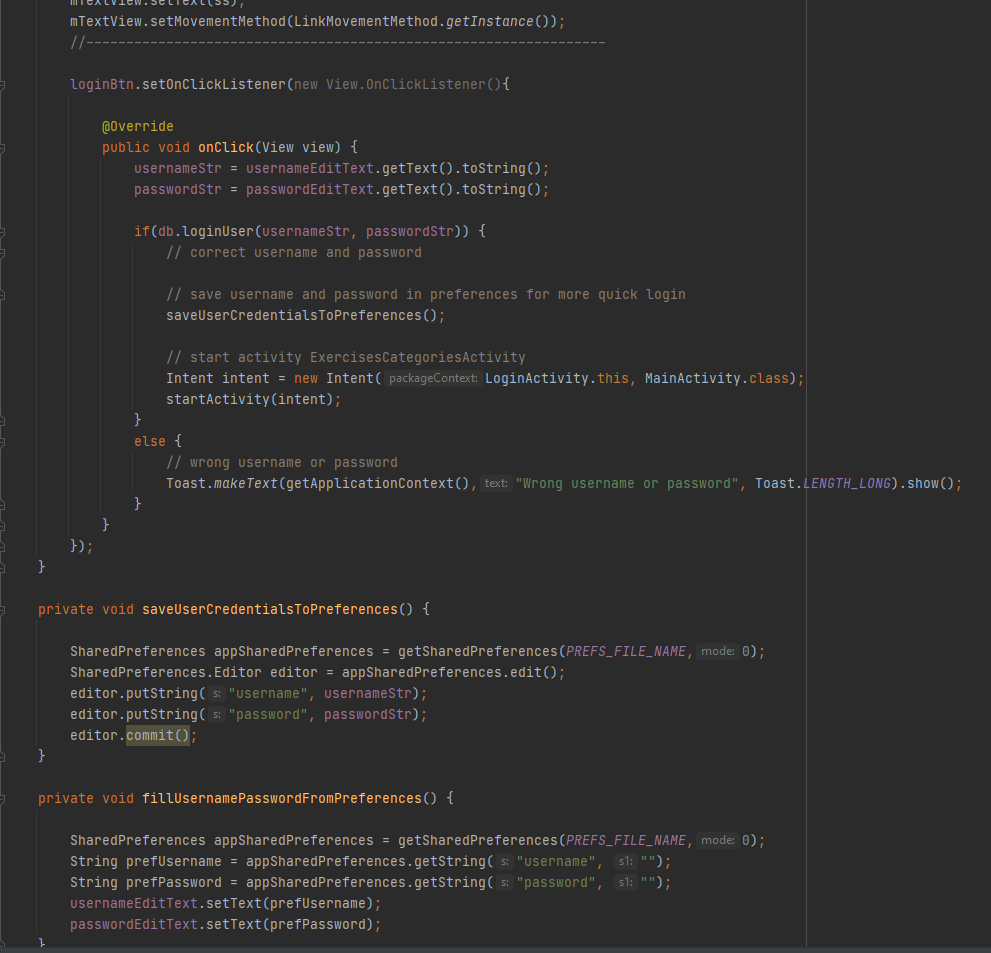 mTextView.setText(ss);
mTextView.setMovementMethod(LinkMovementMethod.getInstance());
//-----------------------------------------------------------------
loginBtn.setOnClickListener(new View.OnClickListener(){
@Override
public void onClick(View view) {
usernameStr = usernameEditText.getText().toString();
passwordStr = passwordEditText.getText().toString();
if(db.loginUser(usernameStr, passwordStr)) {
// correct username and password
// save username and password in preferences for more quick login
saveUserCredentialsToPreferences();
// start activity ExercisesCategoriesActivity
Intent intent = new Intent( packageContext: LoginActivity.this, MainActivity.class);
startActivity(intent);
}
else {
// wrong username or password
Toast.makeText(getApplicationContext(), text: "Wrong username or password", Toast.LENGTH_LONG).show();
}
}
});
}
private void saveUserCredentialsToPreferences() {
SharedPreferences appSharedPreferences = getSharedPreferences(PREFS_FILE_NAME, mode: 0);
SharedPreferences.Editor editor = appSharedPreferences.edit();
editor.putString( s: "username", usernameStr);
editor.putString( s: "password", passwordStr);
editor.commit();
}
private void fillUsernamePasswordFromPreferences() {
SharedPreferences appSharedPreferences = getSharedPreferences(PREFS_FILE_NAME, mode: 0);
String prefUsername = appSharedPreferences.getString( s: "username", s1: "");
String prefPassword = appSharedPreferences.getString( s: "password", s1: "");
usernameEditText.setText(prefUsername);
passwordEditText.setText(prefPassword);
}